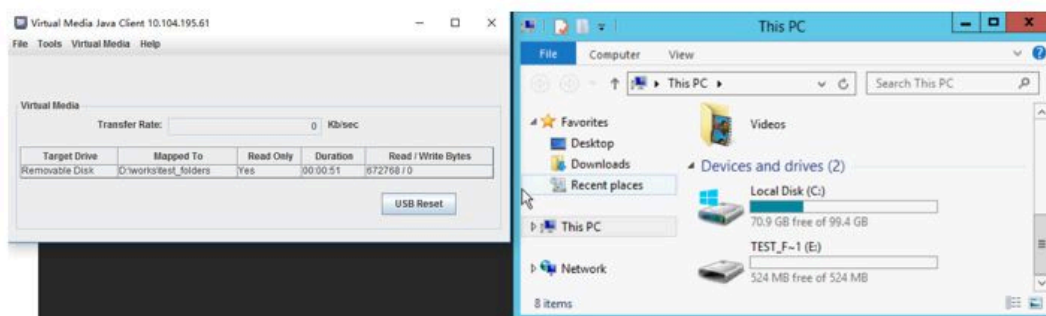 Virtual Media Java Client 10.104.195.61
File Tools Virtual Media Help
Virtual Media
Transfer Rate: 0 Kb/sec
Target Drive Mapped To Read Only Duration Read / Write Bytes
Removable Disk D:\works\test_folders Yes 00:00:51 672768 / 0
USB Reset
This PC
File Computer View
This PC
Search This PC
Favorites
Desktop
Downloads
Recent places
This PC
Network
Videos
Devices and drives (2)
Local Disk (C:)
70.9 GB free of 99.4 GB
TEST_F~1 (E:)
524 MB free of 524 MB
8 items